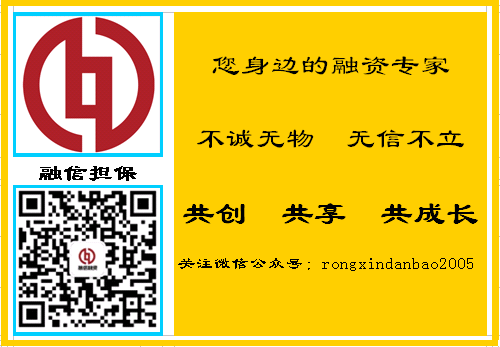 融信担保
您身边的融资专家
不诚无物 无信不立
共创 共享 共成长
关注微信公众号：rongxindanbao2005